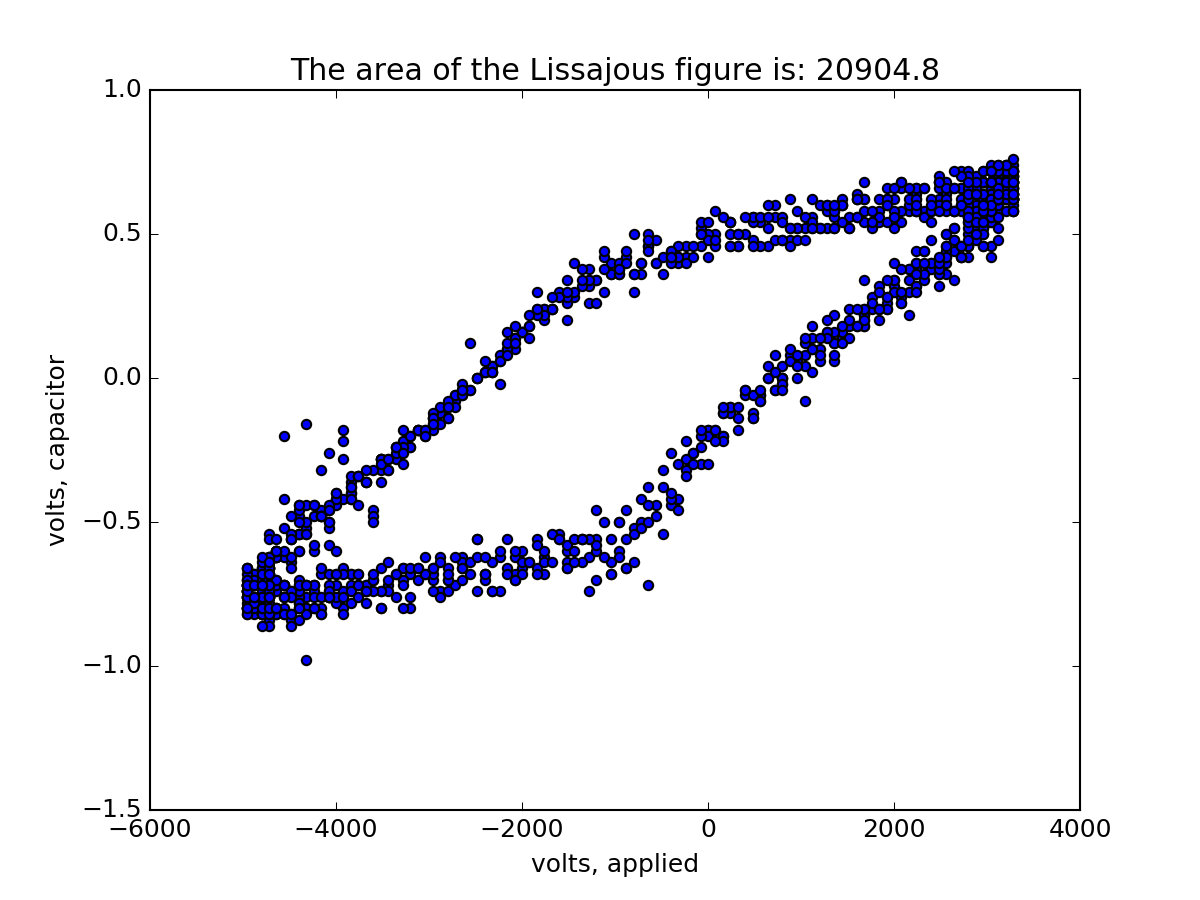 The area of the Lissajous figure is: 20904.8
1.0
0.5
0.0
−0.5
−1.0
−1.5
volts, capacitor
−6000 −4000 −2000 0 2000 4000
volts, applied